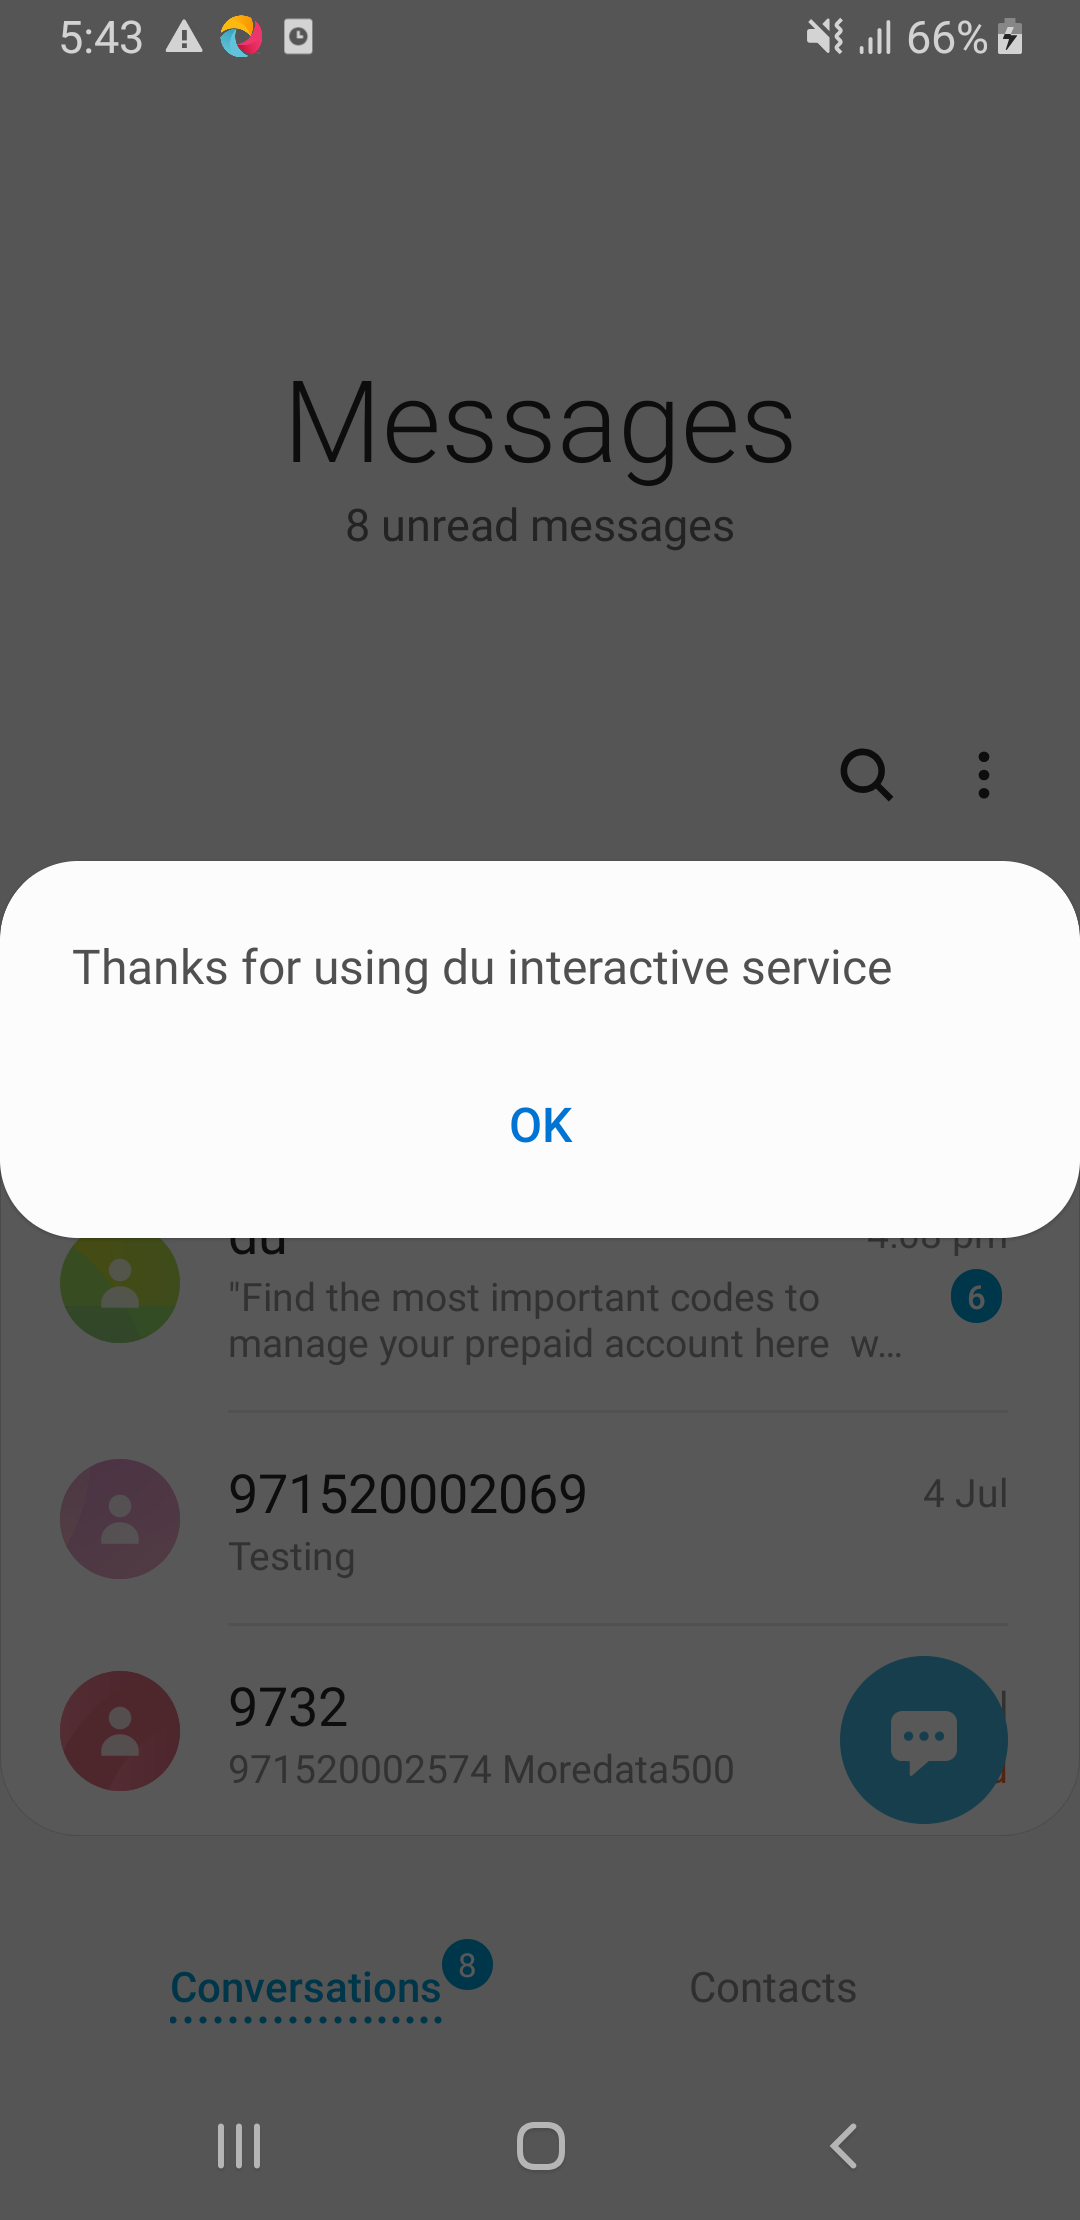 5:43
66%
Messages
8 unread messages
Thanks for using du interactive service
OK
du
"Find the most important codes to
6
manage your prepaid account here w...
971520002069
4 Jul
Testing
9732
971520002574 Moredata500
Conversations
8
Contacts